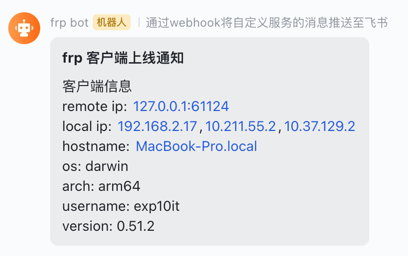 frp bot 机器人 | 通过webhook将自定义服务的消息推送至飞书
frp 客户端上线通知
客户端信息
remote ip: 127.0.0.1:61124
local ip: 192.168.2.17 , 10.211.55.2 , 10.37.129.2
hostname: MacBook-Pro.local
os: darwin
arch: arm64
username: exp10it
version: 0.51.2